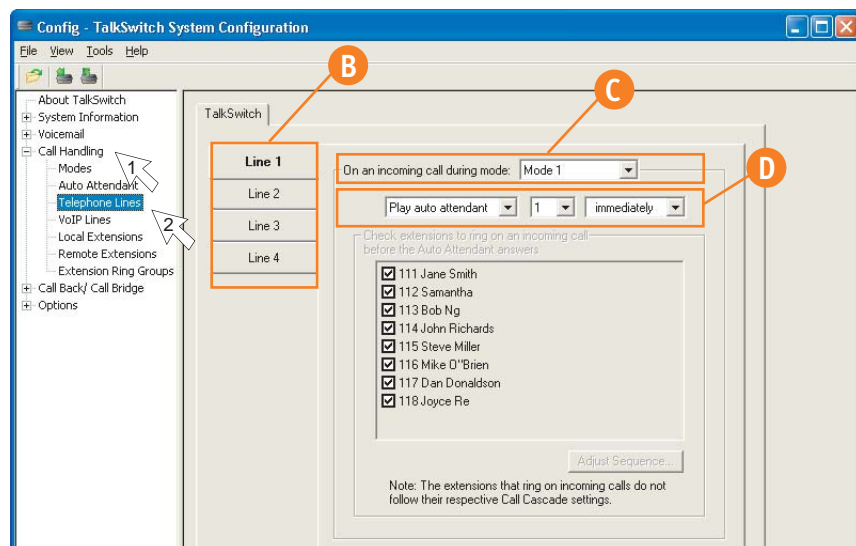 Config - TalkSwitch System Configuration
File View Tools Help
About TalkSwitch
System Information
Voicemail
Call Handling
Modes
Auto Attendant
Telephone Lines
VoIP Lines
Local Extensions
Remote Extensions
Extension Ring Groups
Call Back/ Call Bridge
Options
1
2
B
C
D
TalkSwitch
Line 1
Line 2
Line 3
Line 4
On an incoming call during mode: Mode 1
Play auto attendant 1 immediately
Check extensions to ring on an incoming call
before the Auto Attendant answers
111 Jane Smith
112 Samantha
113 Bob Ng
114 John Richards
115 Steve Miller
116 Mike O''Brien
117 Dan Donaldson
118 Joyce Re
Adjust Sequence...
Note: The extensions that ring on incoming calls do not
follow their respective Call Cascade settings.